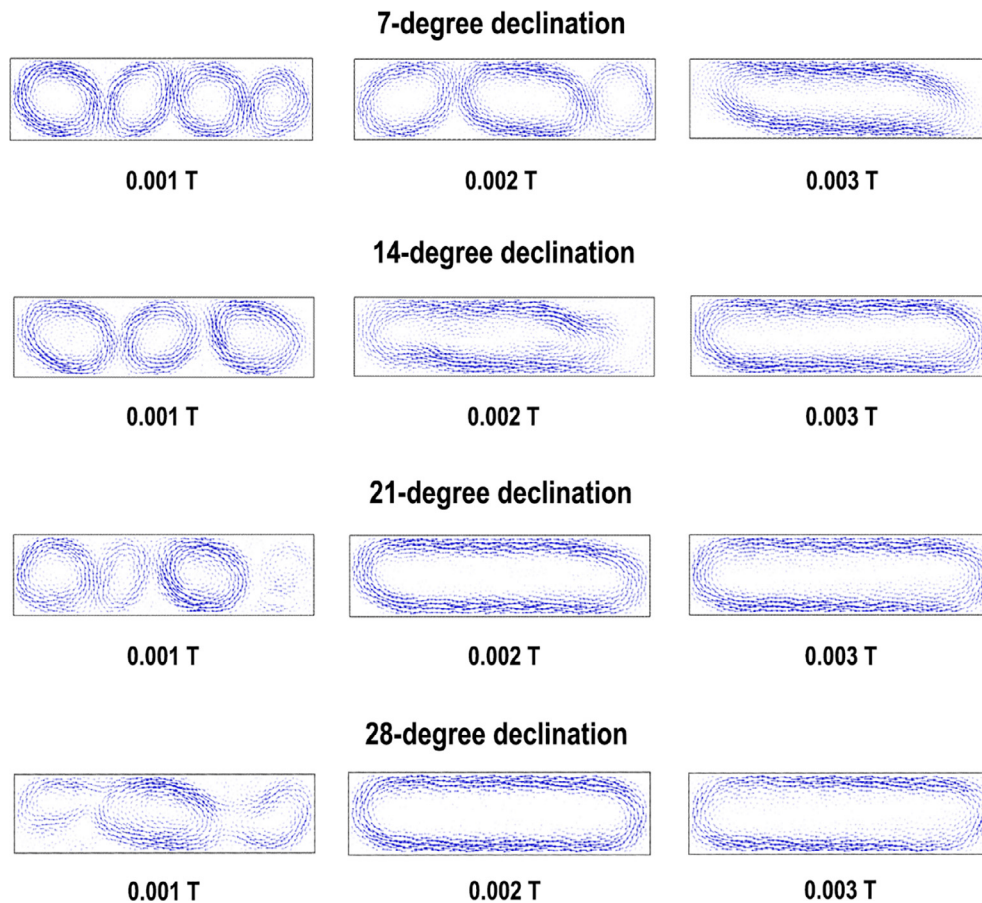 7-degree declination
0.001 T 0.002 T 0.003 T
14-degree declination
0.001 T 0.002 T 0.003 T
21-degree declination
0.001 T 0.002 T 0.003 T
28-degree declination
0.001 T 0.002 T 0.003 T